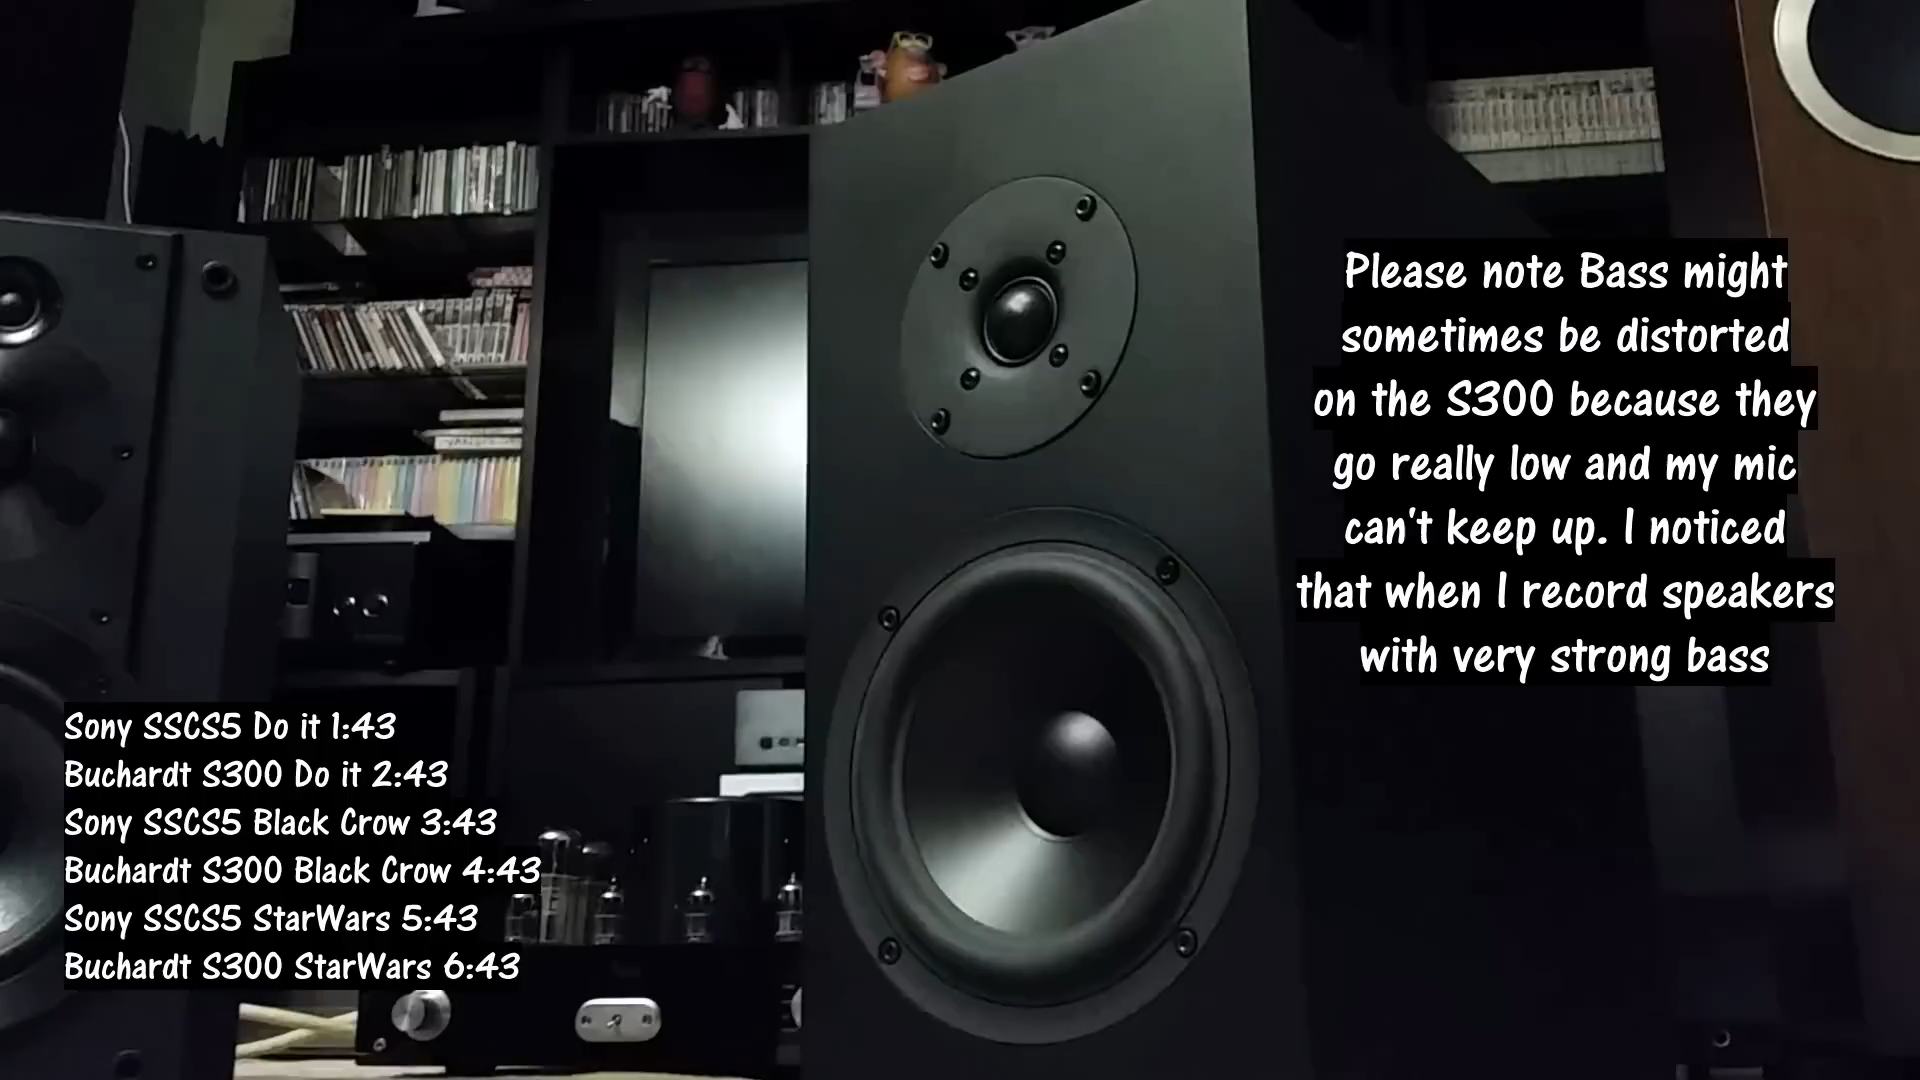 Please note Bass might
sometimes be distorted
on the S300 because they
go really low and my mic
can't keep up. I noticed
that when I record speakers
with very strong bass
Sony SSCS5 Do it 1:43
Buchardt S300 Do it 2:43
Sony SSCS5 Black Crow 3:43
Buchardt S300 Black Crow 4:43
Sony SSCS5 StarWars 5:43
Buchardt S300 StarWars 6:43